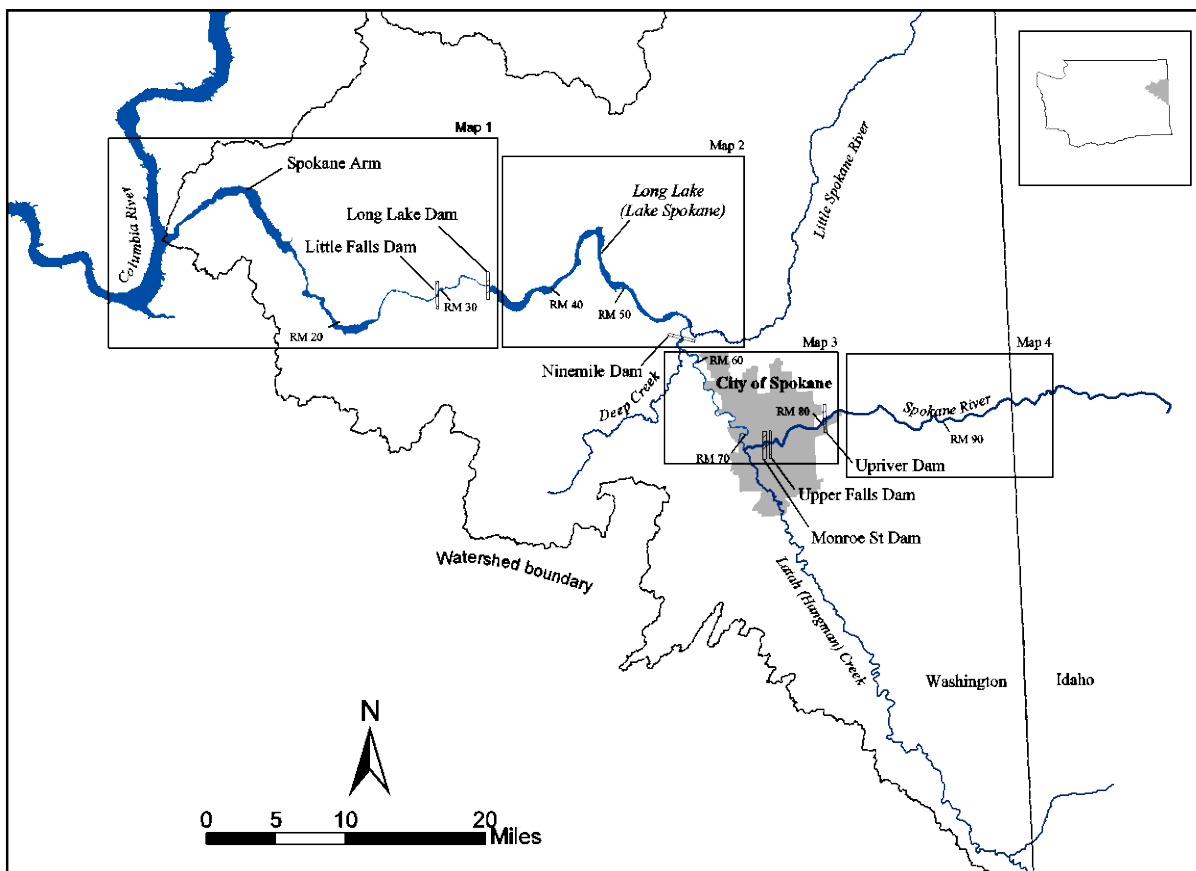 Map 1
Map 2
Spokane Arm
Columbia River
Long Lake Dam
Little Falls Dam
Long Lake
(Lake Spokane)
Little Spokane River
RM 20
RM 30
RM 40
RM 50
Ninemile Dam
Map 3
Map 4
RM 60
City of Spokane
Deep Creek
RM 80
Spokane River
RM 90
RM 70
Upriver Dam
Upper Falls Dam
Monroe St Dam
Watershed boundary
Latah (Hangman) Creek
Washington
Idaho
N
0 5 10 20
Miles